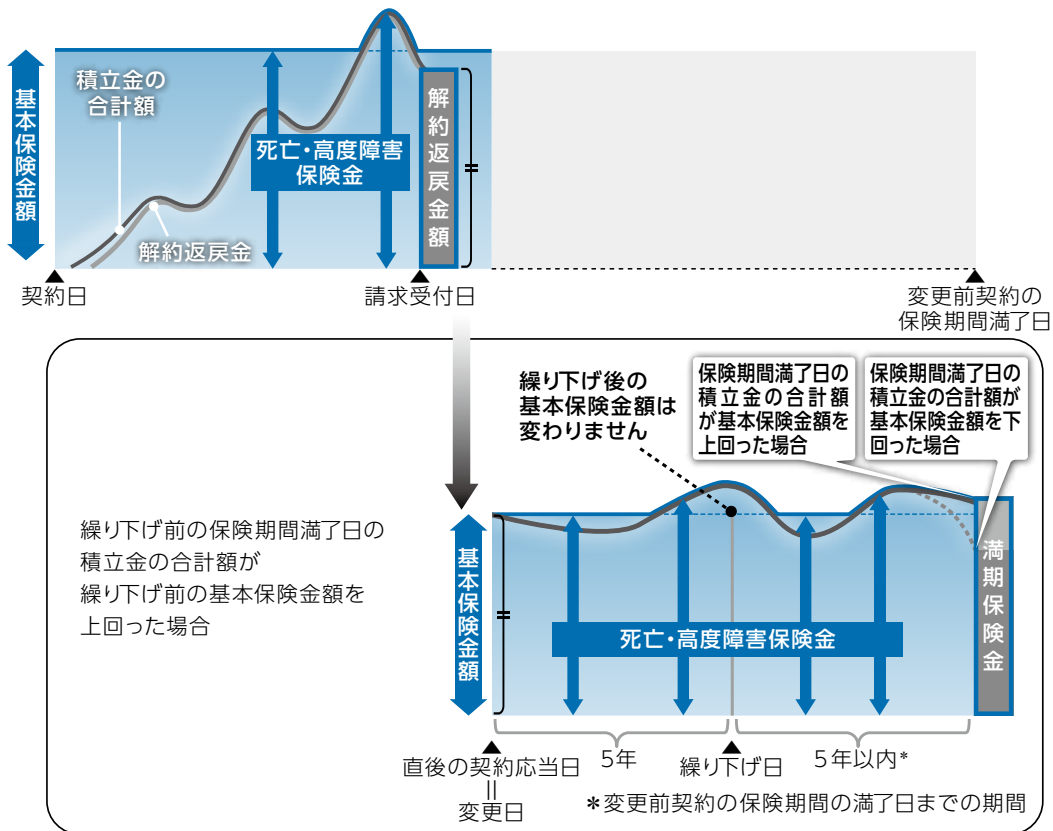 基本保険金額
積立金の
合計額
死亡・高度障害
保険金
解約返戻金
解約返戻金額
＝
契約日
請求受付日
変更前契約の
保険期間満了日
繰り下げ後の
基本保険金額は
変わりません
保険期間満了日の
積立金の合計額
が基本保険金額を
上回った場合
保険期間満了日の
積立金の合計額が
基本保険金額を下
回った場合
繰り下げ前の保険期間満了日の
積立金の合計額が
繰り下げ前の基本保険金額を
上回った場合
基本保険金額
＝
死亡・高度障害保険金
満期保険金
5年
5年以内*
直後の契約応当日
＝
変更日
繰り下げ日
*変更前契約の保険期間の満了日までの期間